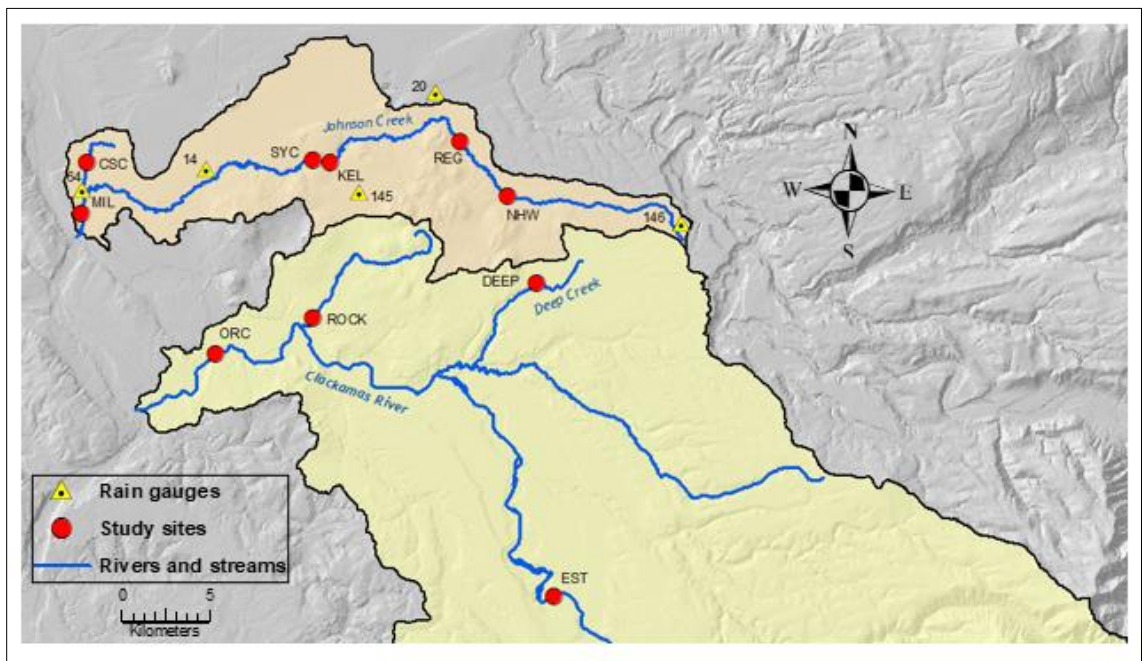 20
Johnson Creek
N
CSC
14
SYC
REG
KEL
64
W
E
MIL
145
NHW
146
S
DEEP
Deep Creek
ROCK
ORC
Clackamas River
Rain gauges
Study sites
Rivers and streams
EST
0 5
Kilometers